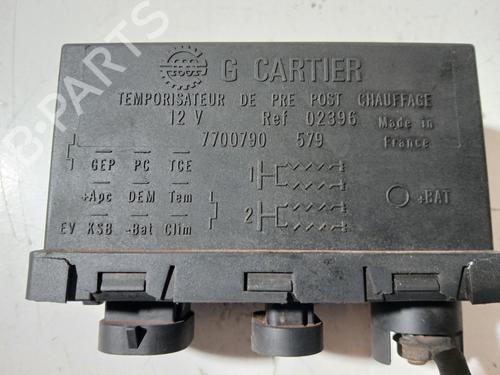 G CARTIER
TEMPORISATEUR DE PRE POST CHAUFFAGE
12 V Ref 02396 Made in
7700790 579 France
GEP PC TCE
1
+Apc DEM Tem
+BAT
2
EV KSB -Bat Clim
B-PARTS